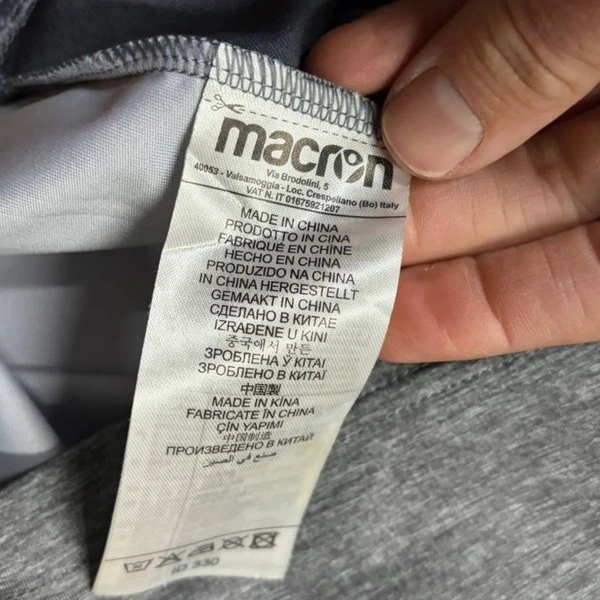 macron
Via Brodolini, 5
40053 - Valsamoggia - Loc. Crespellano (Bo) Italy
VAT N. IT 01675921207
MADE IN CHINA
PRODOTTO IN CINA
FABRIQUÉ EN CHINE
HECHO EN CHINA
PRODUZIDO NA CHINA
IN CHINA HERGESTELLT
GEMAAKT IN CHINA
СДЕЛАНО В КИТАЕ
IZRAĐENE U KINI
중국에서 만든
ЗРОБЛЕНА У КІТАІ
ЗРОБЛЕНО В КИТАЇ
中国製
MADE IN KÍNA
FABRICATE ÎN CHINA
ÇİN YAPIMI
中国制造
ПРОИЗВЕДЕНО В КИТАЙ
صنع في الصين
ID 330